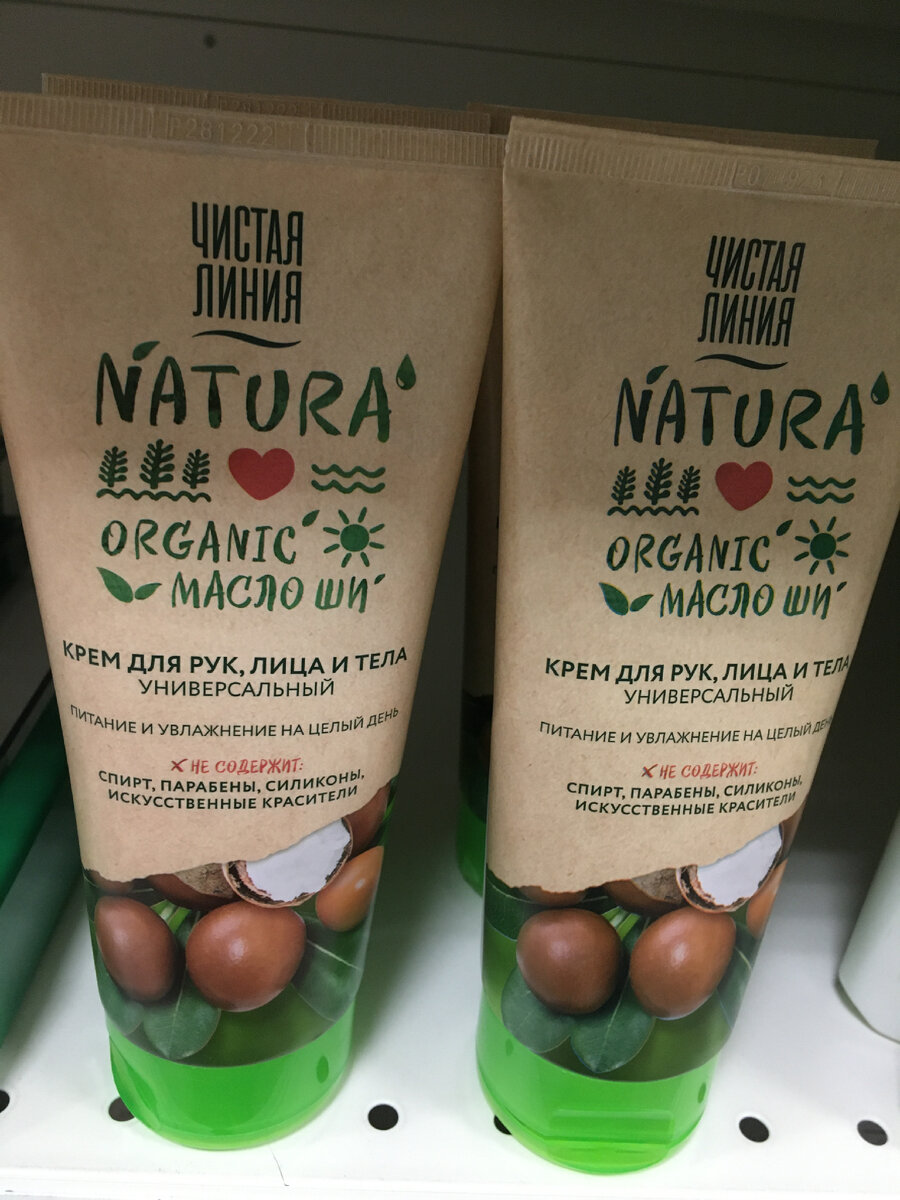 F281222
ЧИСТАЯ
ЛИНИЯ
NATURA
ORGANIC
МАСЛО ШИ
КРЕМ ДЛЯ РУК, ЛИЦА И ТЕЛА
УНИВЕРСАЛЬНЫЙ
ПИТАНИЕ И УВЛАЖНЕНИЕ НА ЦЕЛЫЙ ДЕНЬ
✗ НЕ СОДЕРЖИТ:
СПИРТ, ПАРАБЕНЫ, СИЛИКОНЫ,
ИСКУССТВЕННЫЕ КРАСИТЕЛИ
ЧИСТАЯ
ЛИНИЯ
NATURA
ORGANIC
МАСЛО ШИ
КРЕМ ДЛЯ РУК, ЛИЦА И ТЕЛА
УНИВЕРСАЛЬНЫЙ
ПИТАНИЕ И УВЛАЖНЕНИЕ НА ЦЕЛЫЙ ДЕНЬ
✗ НЕ СОДЕРЖИТ:
СПИРТ, ПАРАБЕНЫ, СИЛИКОНЫ,
ИСКУССТВЕННЫЕ КРАСИТЕЛИ